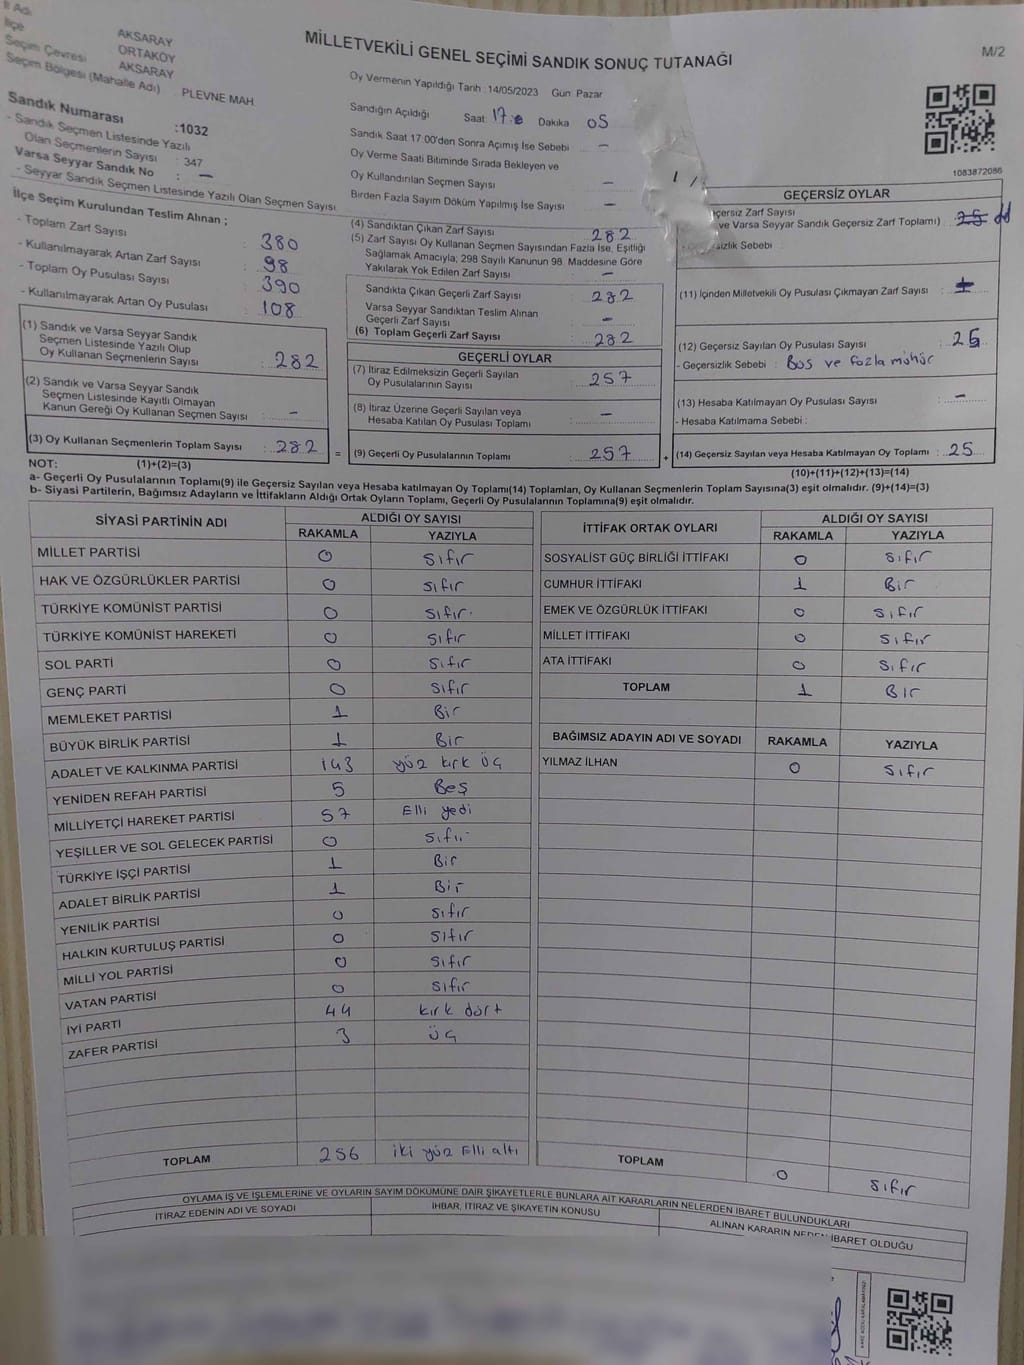 İl Adı
İlçe
Seçim Çevresi
Seçim Bölgesi (Mahalle Adı)
AKSARAY
ORTAKÖY
AKSARAY
PLEVNE MAH
MİLLETVEKİLİ GENEL SEÇİMİ SANDIK SONUÇ TUTANAĞI
M/2
Sandık Numarası :1032
- Sandık Seçmen Listesinde Yazılı
Olan Seçmenlerin Sayısı : 347
Varsa Seyyar Sandık No : —
- Seyyar Sandık Seçmen Listesinde Yazılı Olan Seçmen Sayısı
Oy Vermenin Yapıldığı Tarih :14/05/2023 Gün: Pazar
Sandığın Açıldığı Saat 17:0 Dakika 05
Sandık Saat 17.00'den Sonra Açımış İse Sebebi —
Oy Verme Saati Bitiminde Sırada Bekleyen ve
Oy Kullandırılan Seçmen Sayısı —
Birden Fazla Sayım Döküm Yapılmış İse Sayısı —
1083872086
İlçe Seçim Kurulundan Teslim Alınan ;
- Toplam Zarf Sayısı : 380
- Kullanılmayarak Artan Zarf Sayısı : 98
- Toplam Oy Pusulası Sayısı : 390
- Kullanılmayarak Artan Oy Pusulası : 108
(1) Sandık ve Varsa Seyyar Sandık
Seçmen Listesinde Yazılı Olup
Oy Kullanan Seçmenlerin Sayısı : 282
(2) Sandık ve Varsa Seyyar Sandık
Seçmen Listesinde Kayıtlı Olmayan
Kanun Gereği Oy Kullanan Seçmen Sayısı : —
(3) Oy Kullanan Seçmenlerin Toplam Sayısı : 282 =
(4) Sandıktan Çıkan Zarf Sayısı : 282
(5) Zarf Sayısı Oy Kullanan Seçmen Sayısından Fazla İse, Eşitliği
Sağlamak Amacıyla; 298 Sayılı Kanunun 98. Maddesine Göre
Yakılarak Yok Edilen Zarf Sayısı : —
Sandıkta Çıkan Geçerli Zarf Sayısı : 282
Varsa Seyyar Sandıktan Teslim Alınan
Geçerli Zarf Sayısı : —
(6) Toplam Geçerli Zarf Sayısı : 282
GEÇERLİ OYLAR
(7) İtiraz Edilmeksizin Geçerli Sayılan
Oy Pusulalarının Sayısı : 257
(8) İtiraz Üzerine Geçerli Sayılan veya
Hesaba Katılan Oy Pusulası Toplamı : —
(9) Geçerli Oy Pusulalarının Toplamı : 257 +
GEÇERSİZ OYLAR
eçersiz Zarf Sayısı
ve Varsa Seyyar Sandık Geçersiz Zarf Toplamı) : 25
sizlik Sebebi :
(11) İçinden Milletvekili Oy Pusulası Çıkmayan Zarf Sayısı :
(12) Geçersiz Sayılan Oy Pusulası Sayısı : 25
- Geçersizlik Sebebi : Bos ve fazla mühür
(13) Hesaba Katılmayan Oy Pusulası Sayısı : —
- Hesaba Katılmama Sebebi :
(14) Geçersiz Sayılan veya Hesaba Katılmayan Oy Toplamı : 25
NOT: (1)+(2)=(3)
(10)+(11)+(12)+(13)=(14)
a- Geçerli Oy Pusulalarının Toplamı(9) ile Geçersiz Sayılan veya Hesaba katılmayan Oy Toplamı(14) Toplamları, Oy Kullanan Seçmenlerin Toplam Sayısına(3) eşit olmalıdır. (9)+(14)=(3)
b- Siyasi Partilerin, Bağımsız Adayların ve İttifakların Aldığı Ortak Oyların Toplamı, Geçerli Oy Pusulalarının Toplamına(9) eşit olmalıdır.
SİYASİ PARTİNİN ADI
ALDIĞI OY SAYISI
RAKAMLA YAZIYLA
MİLLET PARTİSİ 0 sıfır
HAK VE ÖZGÜRLÜKLER PARTİSİ 0 sıfır
TÜRKİYE KOMÜNİST PARTİSİ 0 sıfır.
TÜRKİYE KOMÜNİST HAREKETİ 0 sıfır
SOL PARTİ 0 sıfır
GENÇ PARTİ 0 sıfır
MEMLEKET PARTİSİ 1 Bir
BÜYÜK BİRLİK PARTİSİ 1 Bir
ADALET VE KALKINMA PARTİSİ 143 yüz kırk üç
YENİDEN REFAH PARTİSİ 5 Beş
MİLLİYETÇİ HAREKET PARTİSİ 57 Elli yedi
YEŞİLLER VE SOL GELECEK PARTİSİ 0 sıfır
TÜRKİYE İŞÇİ PARTİSİ 1 Bir
ADALET BİRLİK PARTİSİ 1 Bir
YENİLİK PARTİSİ 0 sıfır
HALKIN KURTULUŞ PARTİSİ 0 sıfır
MİLLİ YOL PARTİSİ 0 sıfır
VATAN PARTİSİ 0 sıfır
İYİ PARTİ 44 kırk dört
ZAFER PARTİSİ 3 üç
TOPLAM 256 iki yüz Elli altı
İTTİFAK ORTAK OYLARI
ALDIĞI OY SAYISI
RAKAMLA YAZIYLA
SOSYALİST GÜÇ BİRLİĞİ İTTİFAKI 0 sıfır
CUMHUR İTTİFAKI 1 Bir
EMEK VE ÖZGÜRLÜK İTTİFAKI 0 sıfır
MİLLET İTTİFAKI 0 sıfır
ATA İTTİFAKI 0 sıfır
TOPLAM 1 Bir
BAĞIMSIZ ADAYIN ADI VE SOYADI RAKAMLA YAZIYLA
YILMAZ İLHAN 0 sıfır
TOPLAM 0 sıfır
OYLAMA İŞ VE İŞLEMLERİNE VE OYLARIN SAYIM DÖKÜMÜNE DAİR ŞİKAYETLERLE BUNLARA AİT KARARLARIN NELERDEN İBARET BULUNDUKLARI
İTİRAZ EDENİN ADI VE SOYADI
İHBAR, İTİRAZ VE ŞİKAYETİN KONUSU
ALINAN KARARIN NEDEN İBARET OLDUĞU